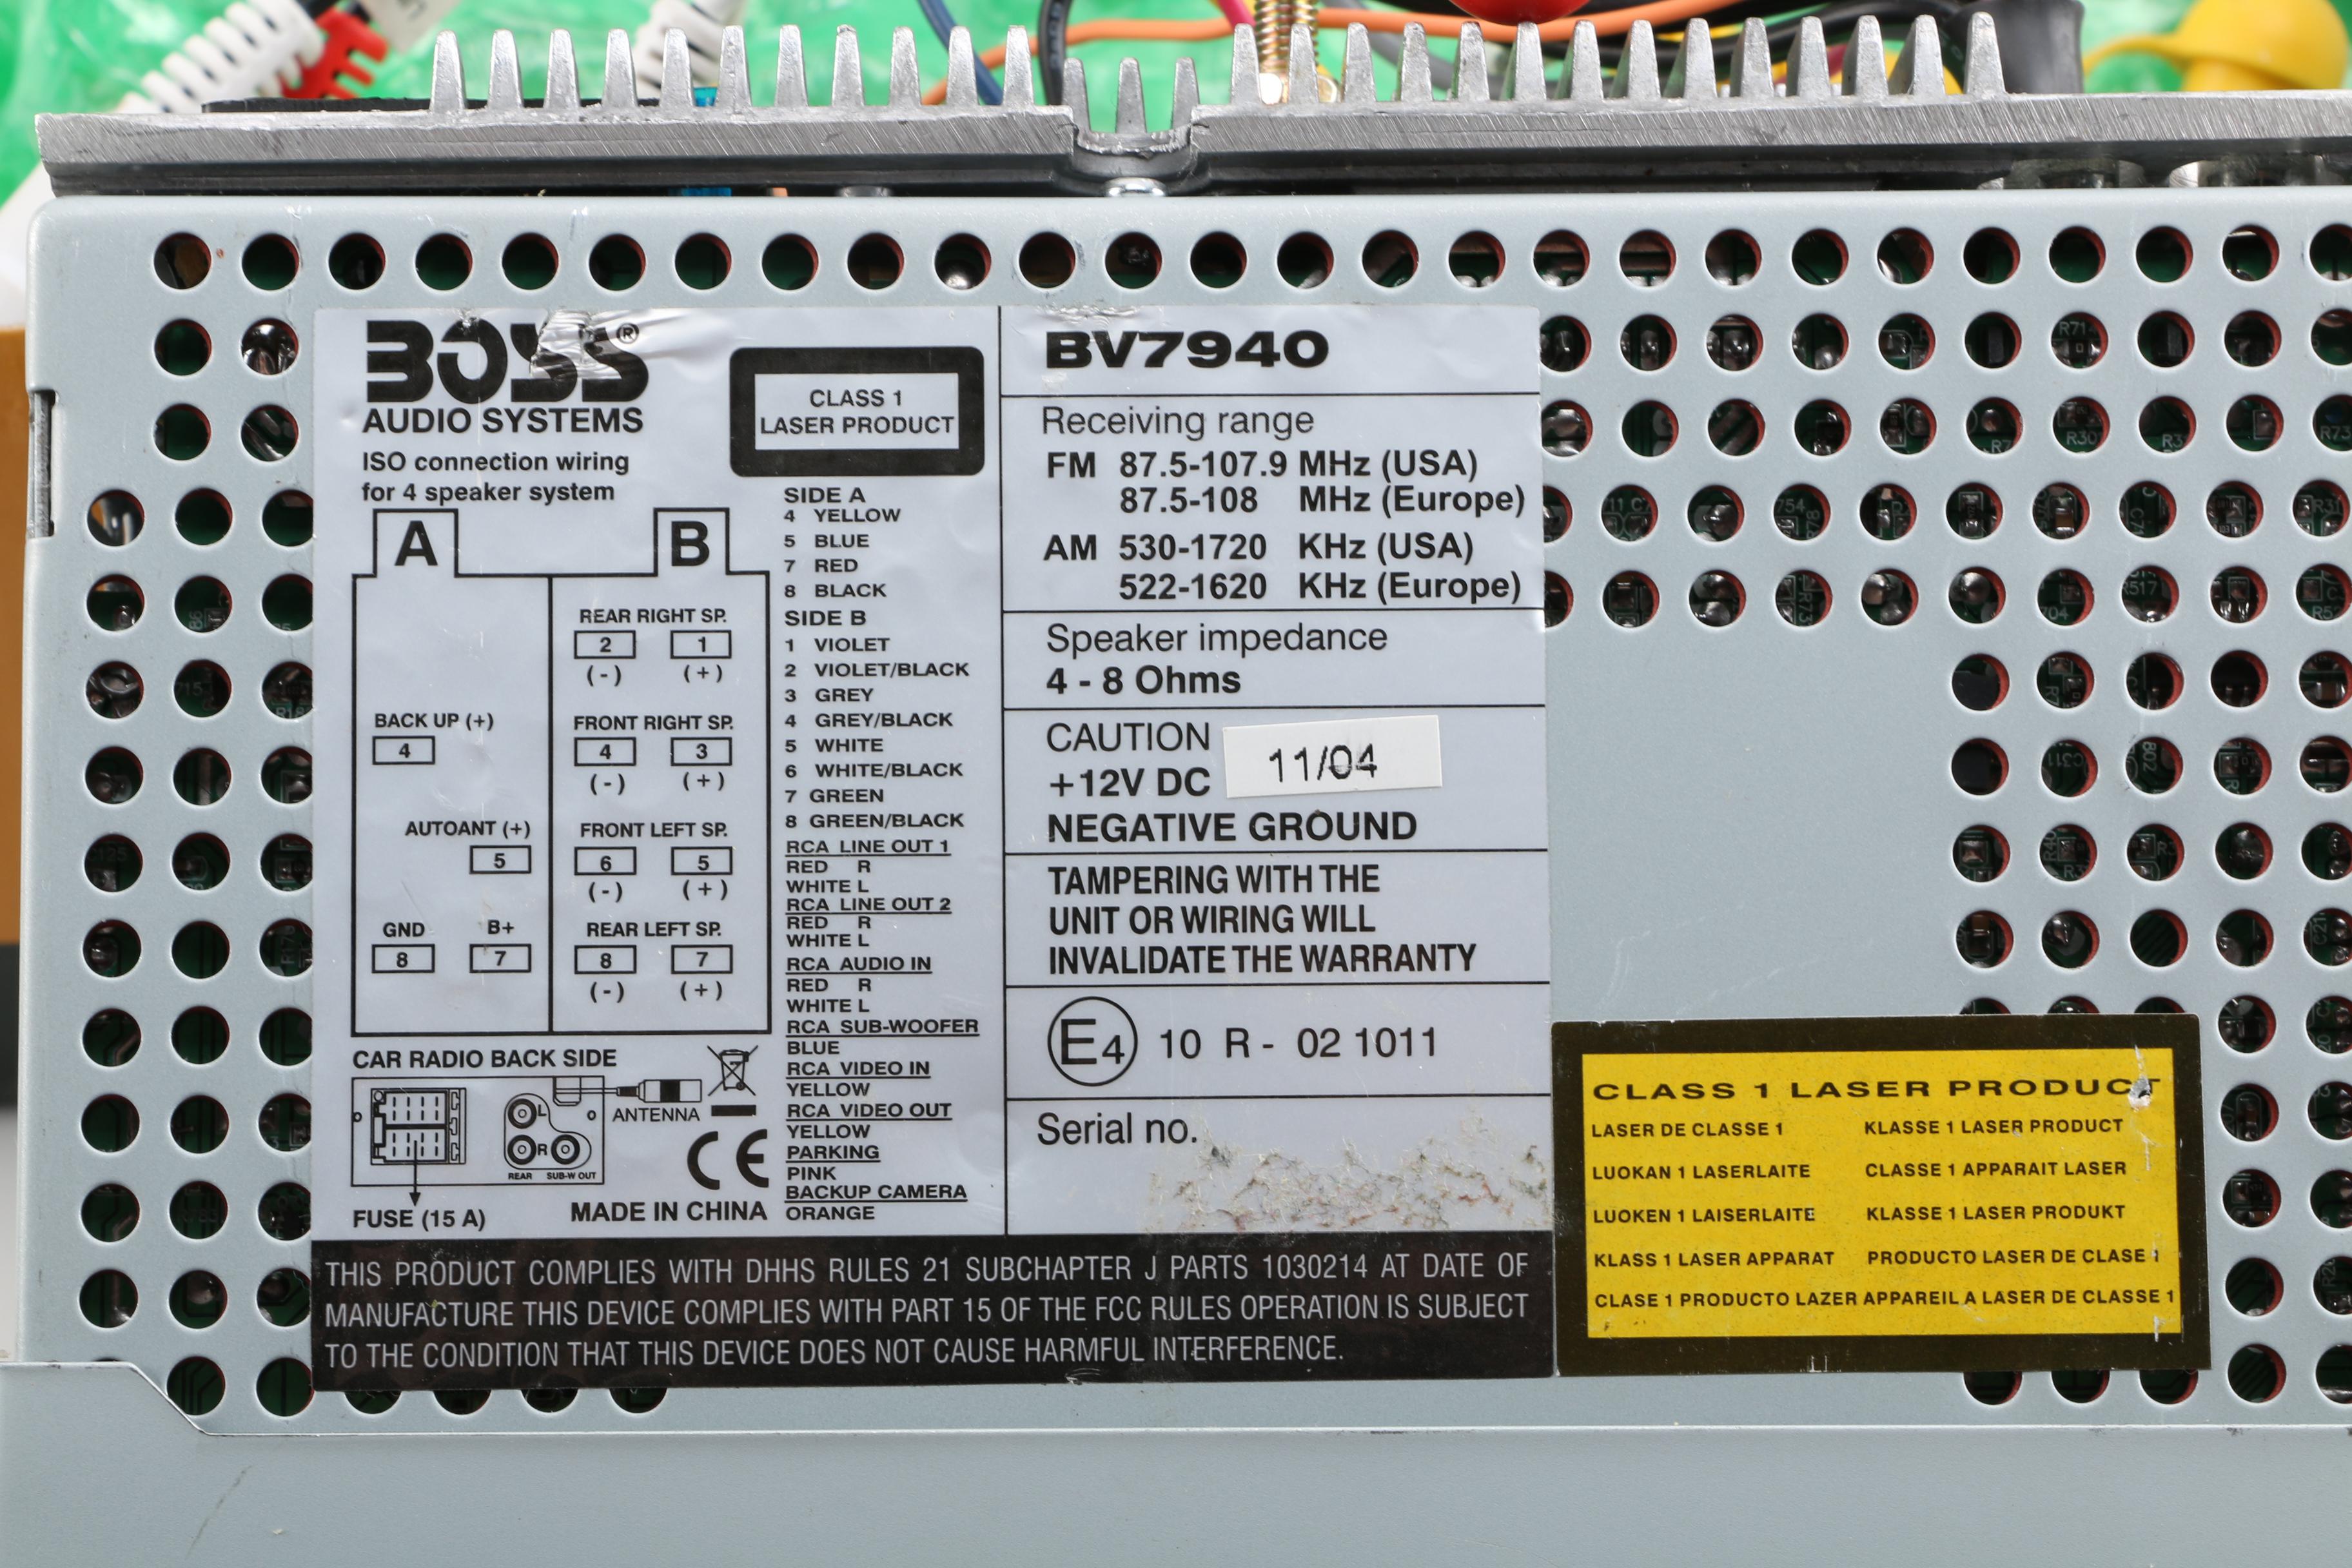 BOSS®
AUDIO SYSTEMS
ISO connection wiring
for 4 speaker system
CLASS 1
LASER PRODUCT
A
B
BACK UP (+)
4
AUTOANT (+)
5
GND
8
B+
7
REAR RIGHT SP.
2 1
(-) (+)
FRONT RIGHT SP.
4 3
(-) (+)
FRONT LEFT SP.
6 5
(-) (+)
REAR LEFT SP.
8 7
(-) (+)
CAR RADIO BACK SIDE
L
R
ANTENNA
REAR SUB-W OUT
FUSE (15 A)
CE
MADE IN CHINA
SIDE A
4 YELLOW
5 BLUE
7 RED
8 BLACK
SIDE B
1 VIOLET
2 VIOLET/BLACK
3 GREY
4 GREY/BLACK
5 WHITE
6 WHITE/BLACK
7 GREEN
8 GREEN/BLACK
RCA LINE OUT 1
RED R
WHITE L
RCA LINE OUT 2
RED R
WHITE L
RCA AUDIO IN
RED R
WHITE L
RCA SUB-WOOFER
BLUE
RCA VIDEO IN
YELLOW
RCA VIDEO OUT
YELLOW
PARKING
PINK
BACKUP CAMERA
ORANGE
BV7940
Receiving range
FM 87.5-107.9 MHz (USA)
87.5-108 MHz (Europe)
AM 530-1720 KHz (USA)
522-1620 KHz (Europe)
Speaker impedance
4 - 8 Ohms
CAUTION
+12V DC
11/04
NEGATIVE GROUND
TAMPERING WITH THE
UNIT OR WIRING WILL
INVALIDATE THE WARRANTY
E4 10 R - 02 1011
Serial no.
THIS PRODUCT COMPLIES WITH DHHS RULES 21 SUBCHAPTER J PARTS 1030214 AT DATE OF
MANUFACTURE THIS DEVICE COMPLIES WITH PART 15 OF THE FCC RULES OPERATION IS SUBJECT
TO THE CONDITION THAT THIS DEVICE DOES NOT CAUSE HARMFUL INTERFERENCE.
CLASS 1 LASER PRODUCT
LASER DE CLASSE 1 KLASSE 1 LASER PRODUCT
LUOKAN 1 LASERLAITE CLASSE 1 APPARAIT LASER
LUOKEN 1 LAISERLAITE KLASSE 1 LASER PRODUKT
KLASS 1 LASER APPARAT PRODUCTO LASER DE CLASE 1
CLASE 1 PRODUCTO LAZER APPAREIL A LASER DE CLASSE 1